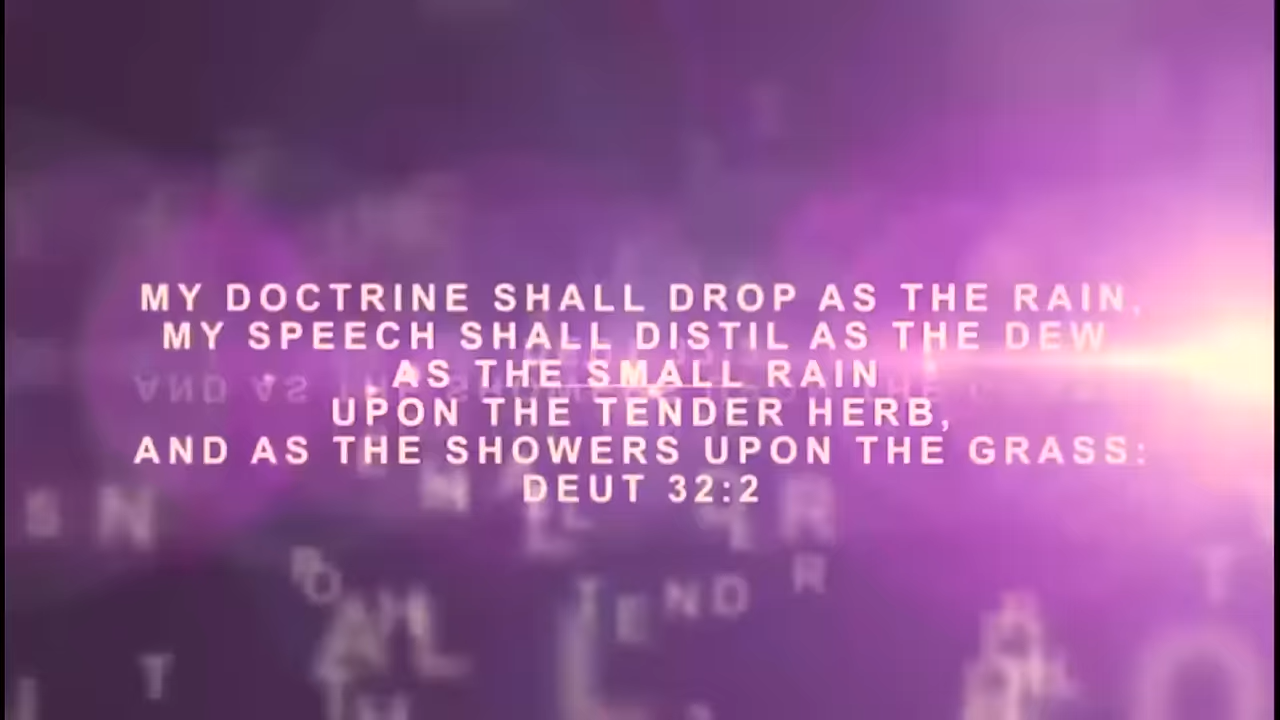 MY DOCTRINE SHALL DROP AS THE RAIN,
MY SPEECH SHALL DISTIL AS THE DEW
AS THE SMALL RAIN
UPON THE TENDER HERB,
AND AS THE SHOWERS UPON THE GRASS:
DEUT 32:2